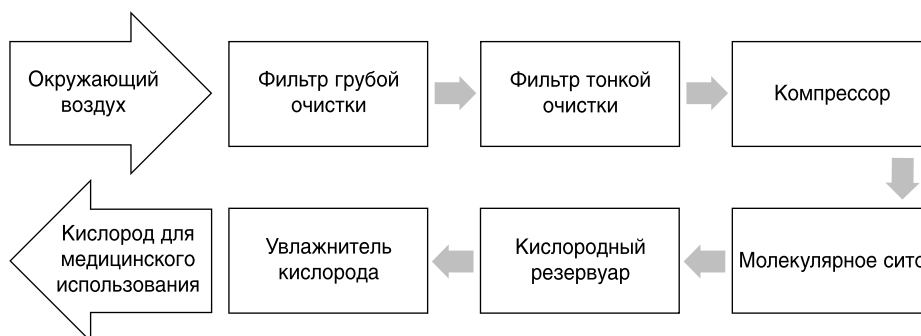 Окружающий
воздух
Фильтр грубой
очистки
Фильтр тонкой
очистки
Компрессор
Молекулярное сито
Кислородный
резервуар
Увлажнитель
кислорода
Кислород для
медицинского
использования